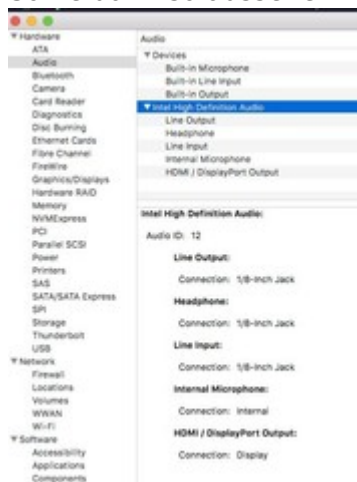 Hardware
ATA
Audio
Bluetooth
Camera
Card Reader
Diagnostics
Disc Burning
Ethernet Cards
Fibre Channel
FireWire
Graphics/Displays
Hardware RAID
Memory
NVMExpress
PCI
Parallel SCSI
Power
Printers
SAS
SATA/SATA Express
SPI
Storage
Thunderbolt
USB
Network
Firewall
Locations
Volumes
WWAN
Wi-Fi
Software
Accessibility
Applications
Components
Audio
Devices
Built-in Microphone
Built-in Line Input
Built-in Output
Intel High Definition Audio
Line Output
Headphone
Line Input
Internal Microphone
HDMI / DisplayPort Output
Intel High Definition Audio:
Audio ID: 12
Line Output:
Connection: 1/8-Inch Jack
Headphone:
Connection: 1/8-Inch Jack
Line Input:
Connection: 1/8-Inch Jack
Internal Microphone:
Connection: Internal
HDMI / DisplayPort Output:
Connection: Display